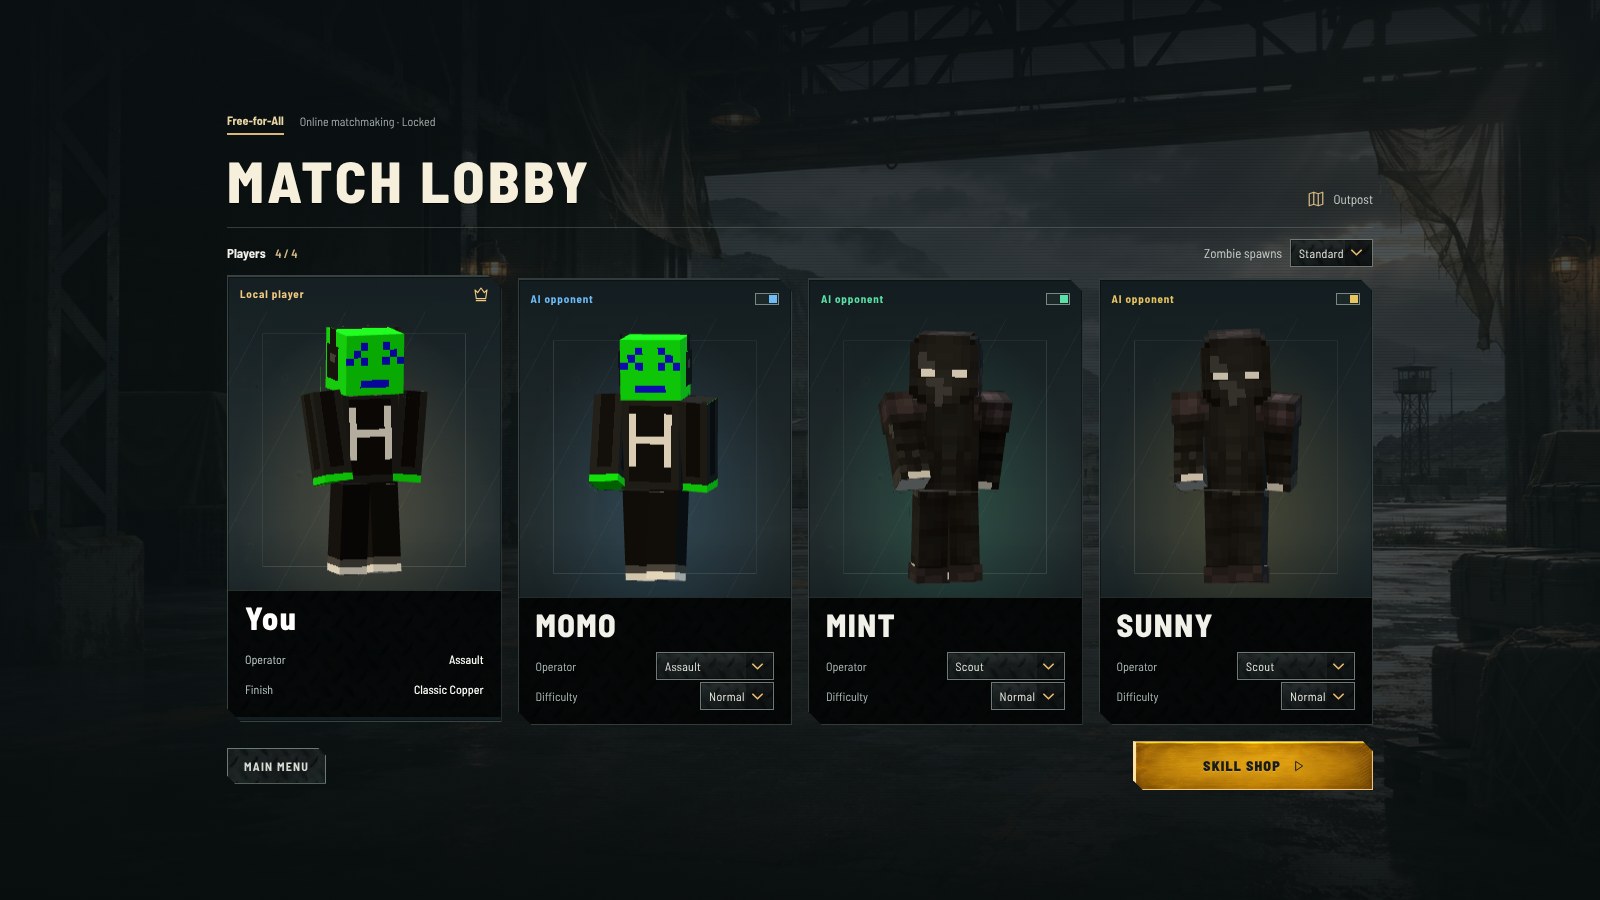 Free-for-All Online matchmaking · Locked
MATCH LOBBY
Outpost
Players 4 / 4
Zombie spawns Standard
Local player
H
You
Operator Assault
Finish Classic Copper
AI opponent
H
MOMO
Operator Assault
Difficulty Normal
AI opponent
MINT
Operator Scout
Difficulty Normal
AI opponent
SUNNY
Operator Scout
Difficulty Normal
MAIN MENU
SKILL SHOP